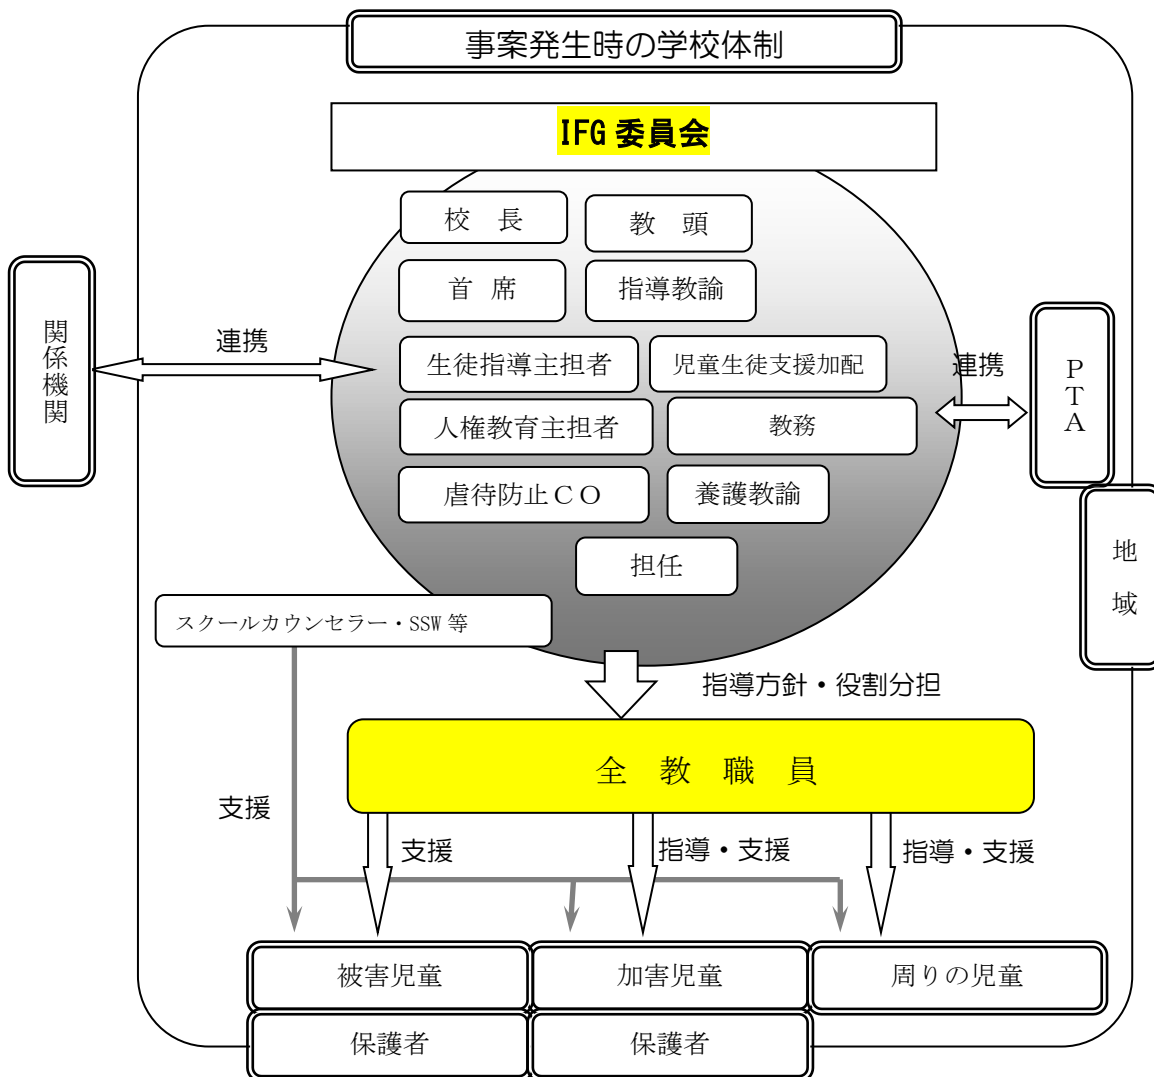 事案発生時の学校体制
IFG 委員会
校　長
教　頭
首 席
指導教諭
関係機関
連携
生徒指導主担者
児童生徒支援加配
連携
ＰＴＡ
人権教育主担者
教務
虐待防止ＣＯ
養護教諭
地域
担任
スクールカウンセラー・SSW 等
指導方針・役割分担
全　教　職　員
支援
支援
指導・支援
指導・支援
被害児童
加害児童
周りの児童
保護者
保護者